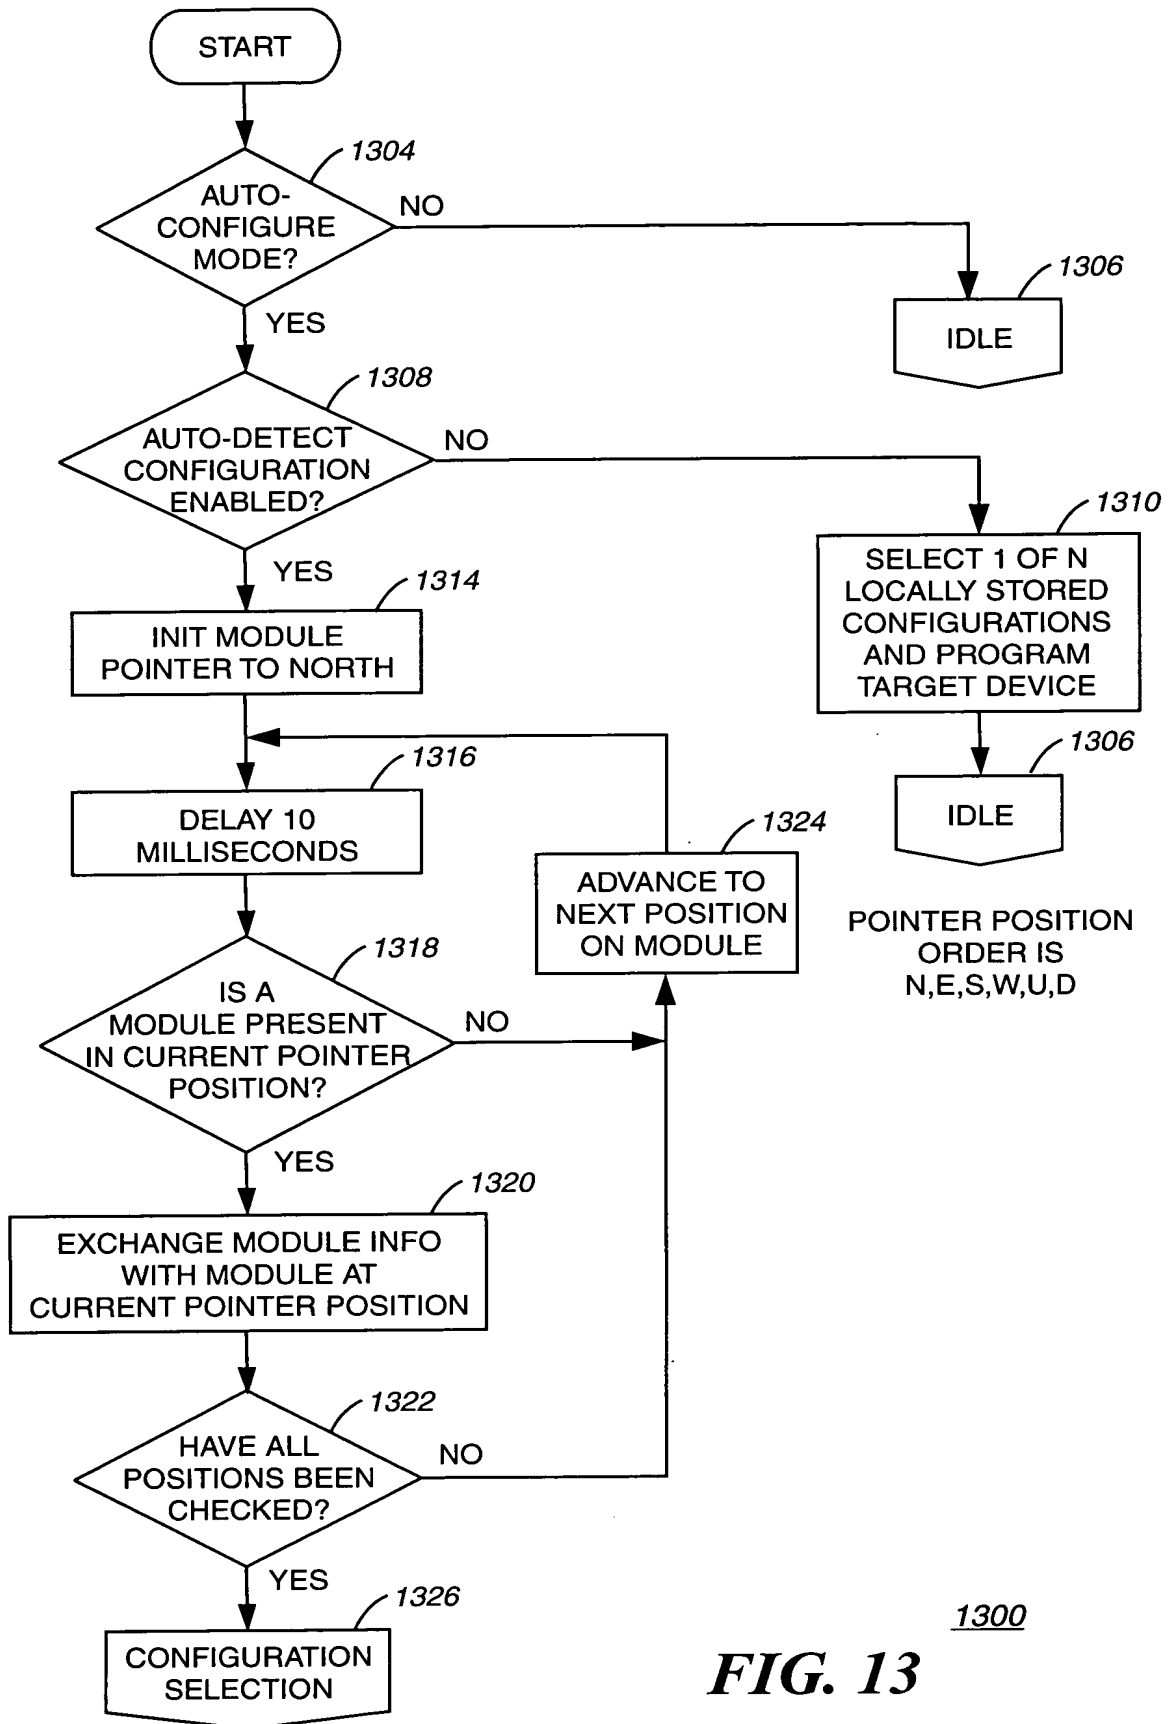 START
1304
AUTO-
CONFIGURE
MODE?
NO
1306
IDLE
YES
1308
AUTO-DETECT
CONFIGURATION
ENABLED?
NO
1310
SELECT 1 OF N
LOCALLY STORED
CONFIGURATIONS
AND PROGRAM
TARGET DEVICE
YES
1314
INIT MODULE
POINTER TO NORTH
1306
IDLE
1316
DELAY 10
MILLISECONDS
1324
ADVANCE TO
NEXT POSITION
ON MODULE
POINTER POSITION
ORDER IS
N,E,S,W,U,D
1318
IS A
MODULE PRESENT
IN CURRENT POINTER
POSITION?
NO
YES
1320
EXCHANGE MODULE INFO
WITH MODULE AT
CURRENT POINTER POSITION
1322
HAVE ALL
POSITIONS BEEN
CHECKED?
NO
YES
1326
CONFIGURATION
SELECTION
1300
FIG. 13